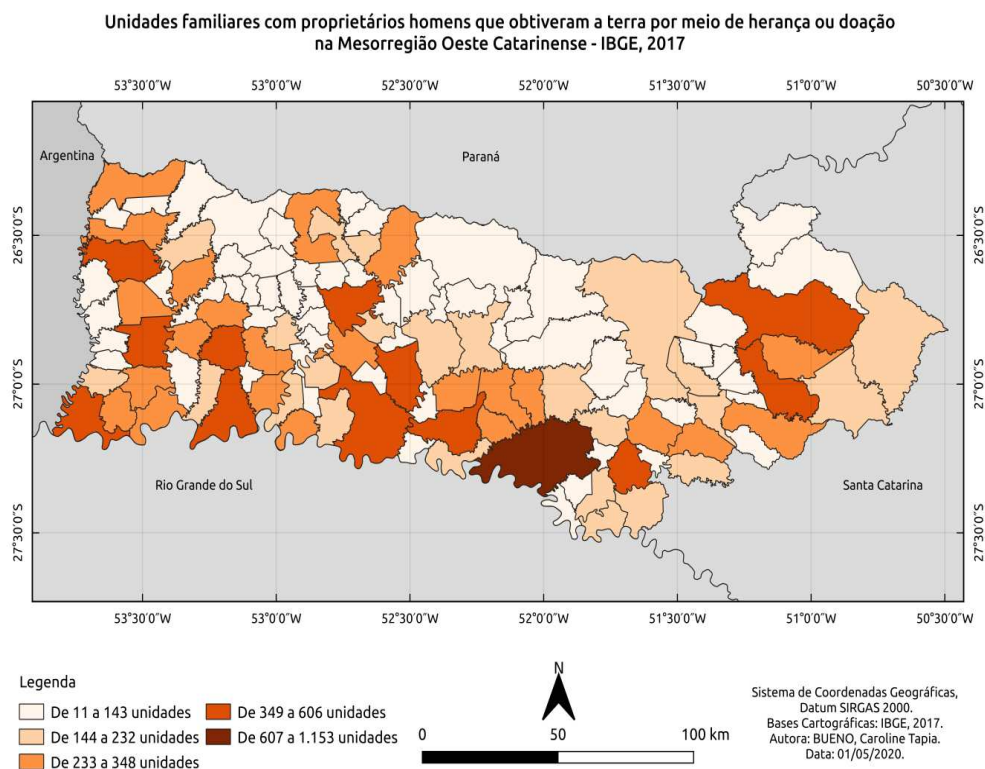 Unidades familiares com proprietários homens que obtiveram a terra por meio de herança ou doação
na Mesorregião Oeste Catarinense - IBGE, 2017
53°30'0"W 53°0'0"W 52°30'0"W 52°0'0"W 51°30'0"W 51°0'0"W 50°30'0"W
Argentina
Paraná
26°30'0"S 26°30'0"S
27°0'0"S 27°0'0"S
Rio Grande do Sul
Santa Catarina
27°30'0"S 27°30'0"S
53°30'0"W 53°0'0"W 52°30'0"W 52°0'0"W 51°30'0"W 51°0'0"W 50°30'0"W
Legenda
De 11 a 143 unidades
De 144 a 232 unidades
De 233 a 348 unidades
De 349 a 606 unidades
De 607 a 1.153 unidades
N
0 50 100 km
Sistema de Coordenadas Geográficas,
Datum SIRGAS 2000.
Bases Cartográficas: IBGE, 2017.
Autora: BUENO, Caroline Tapia.
Data: 01/05/2020.